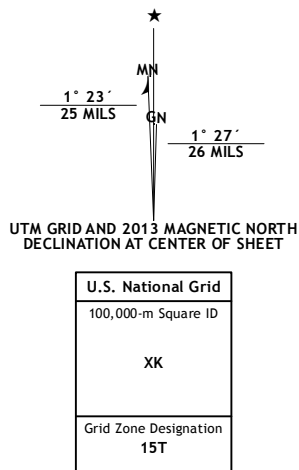 ★
MN
1° 23´
25 MILS
GN
1° 27´
26 MILS
UTM GRID AND 2013 MAGNETIC NORTH
DECLINATION AT CENTER OF SHEET
U.S. National Grid
100,000-m Square ID
XK
Grid Zone Designation
15T